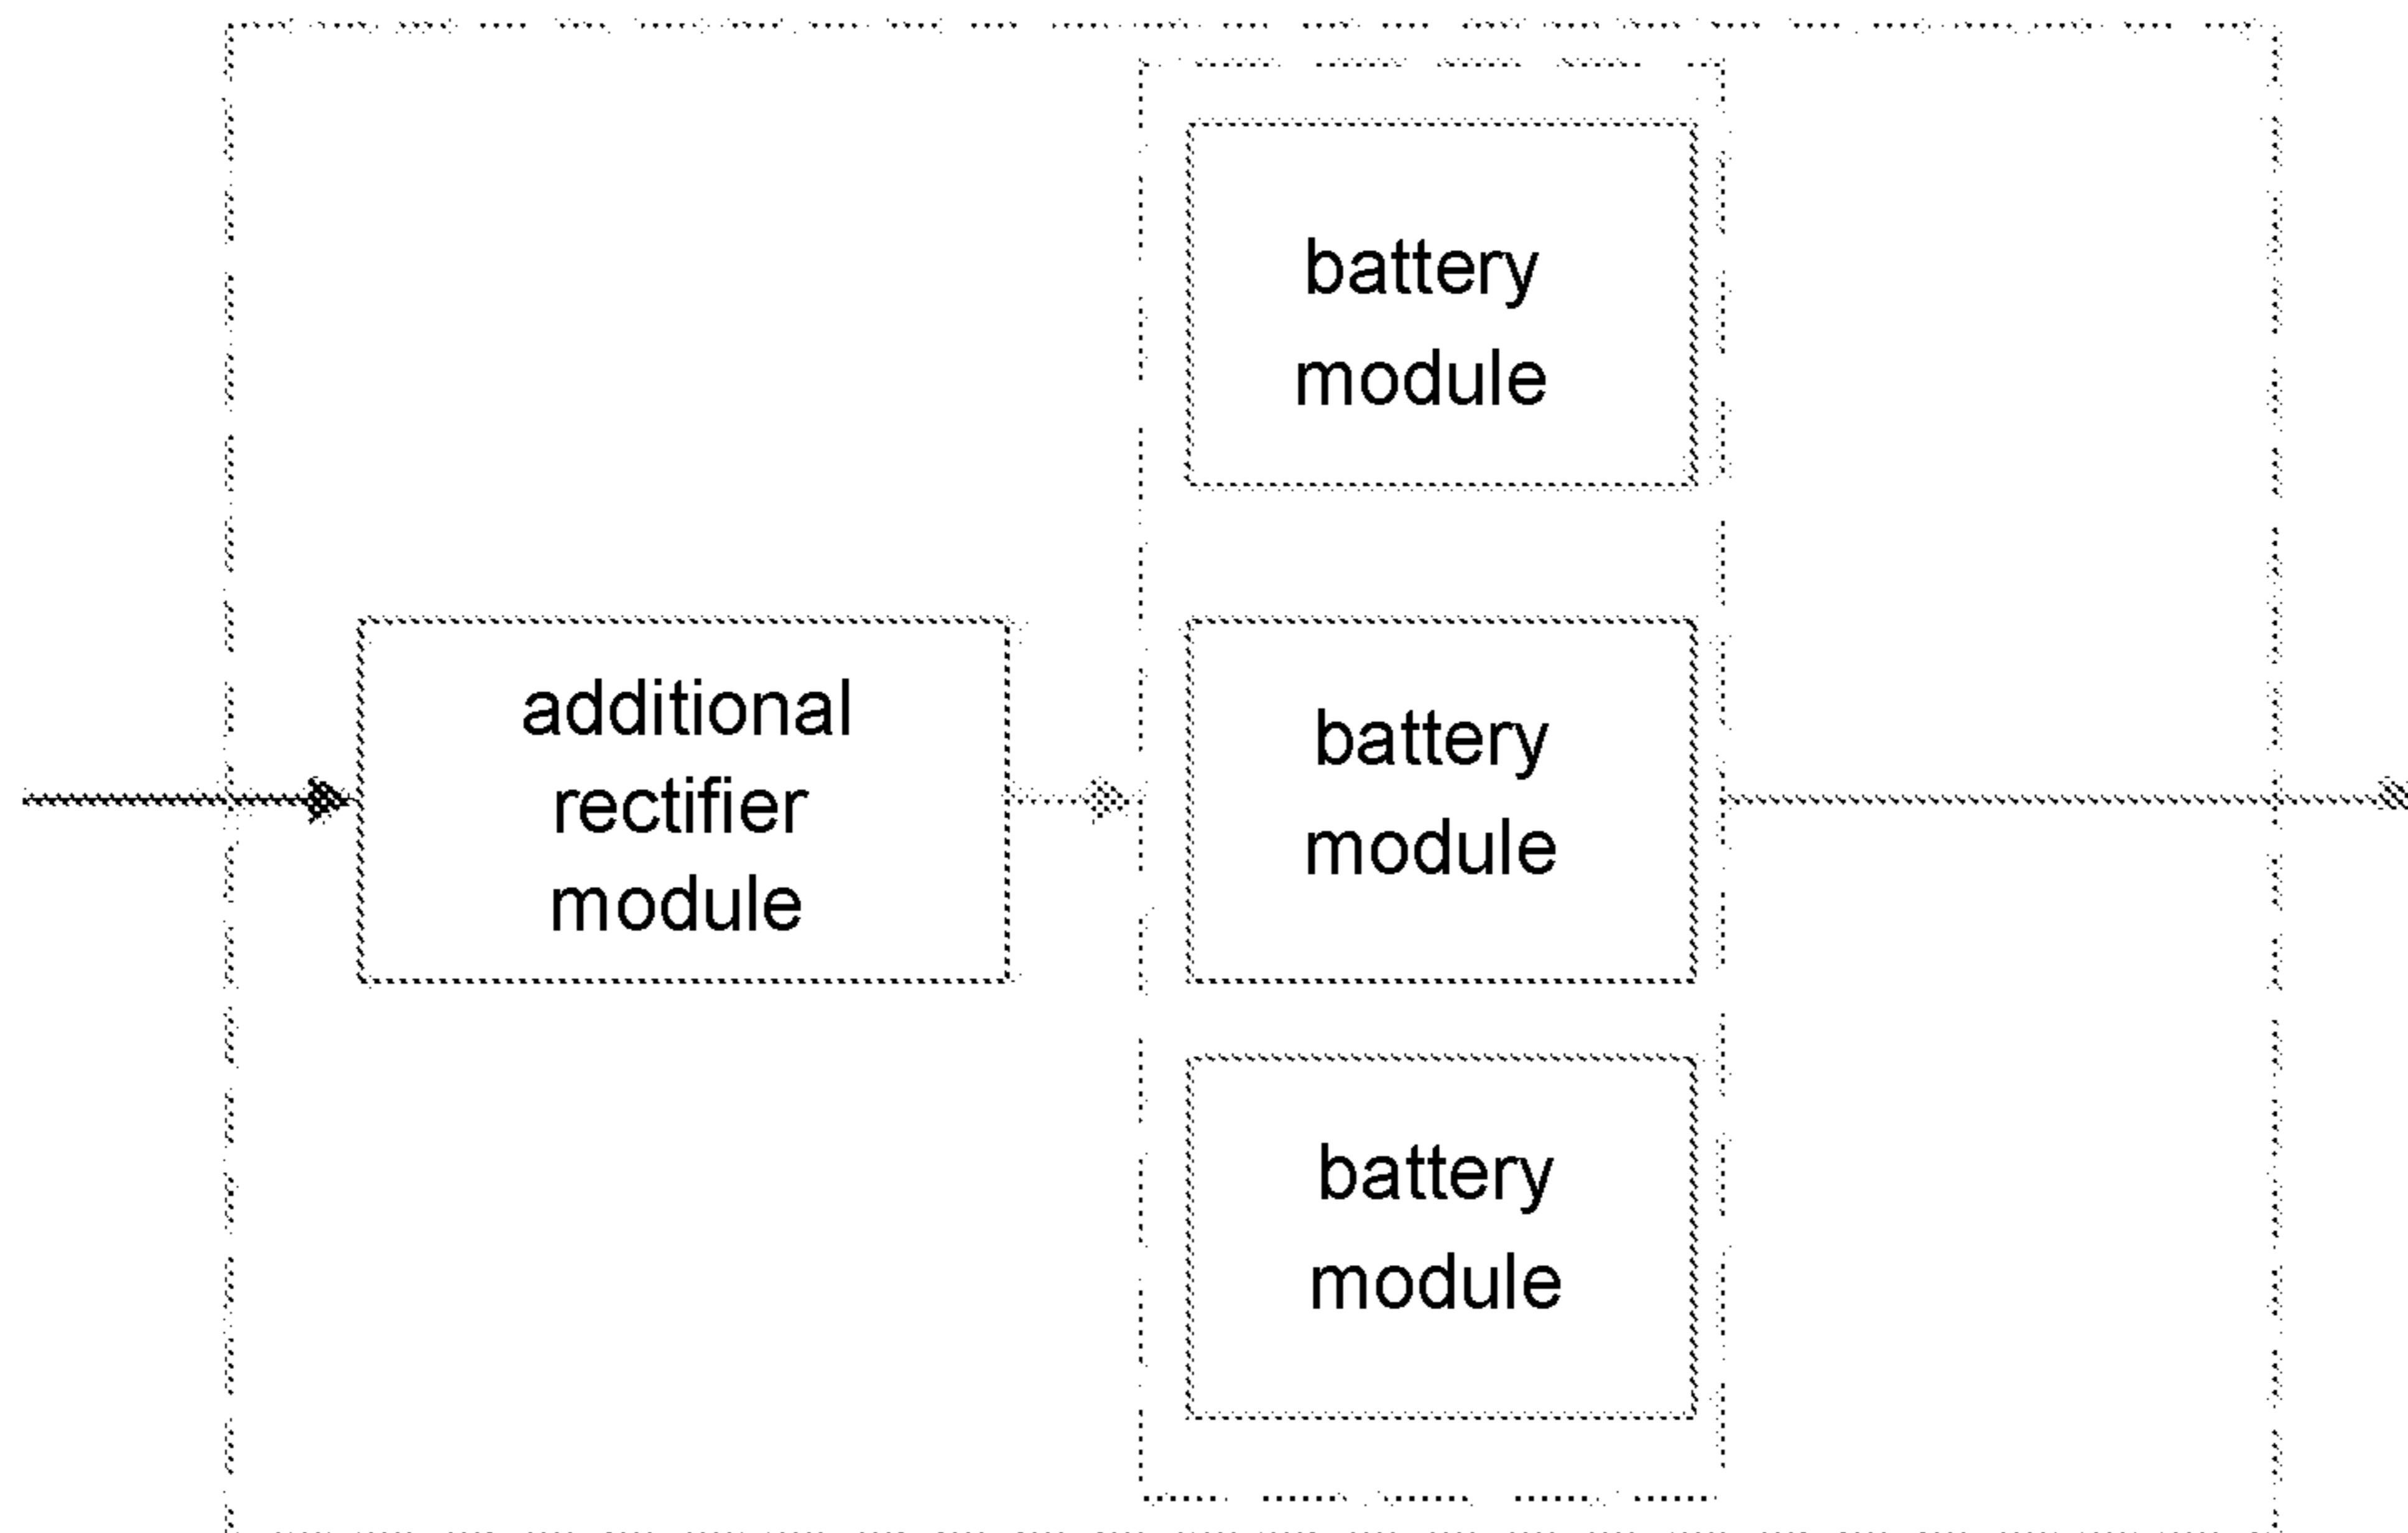 battery
module
additional
rectifier
module
battery
module
battery
module